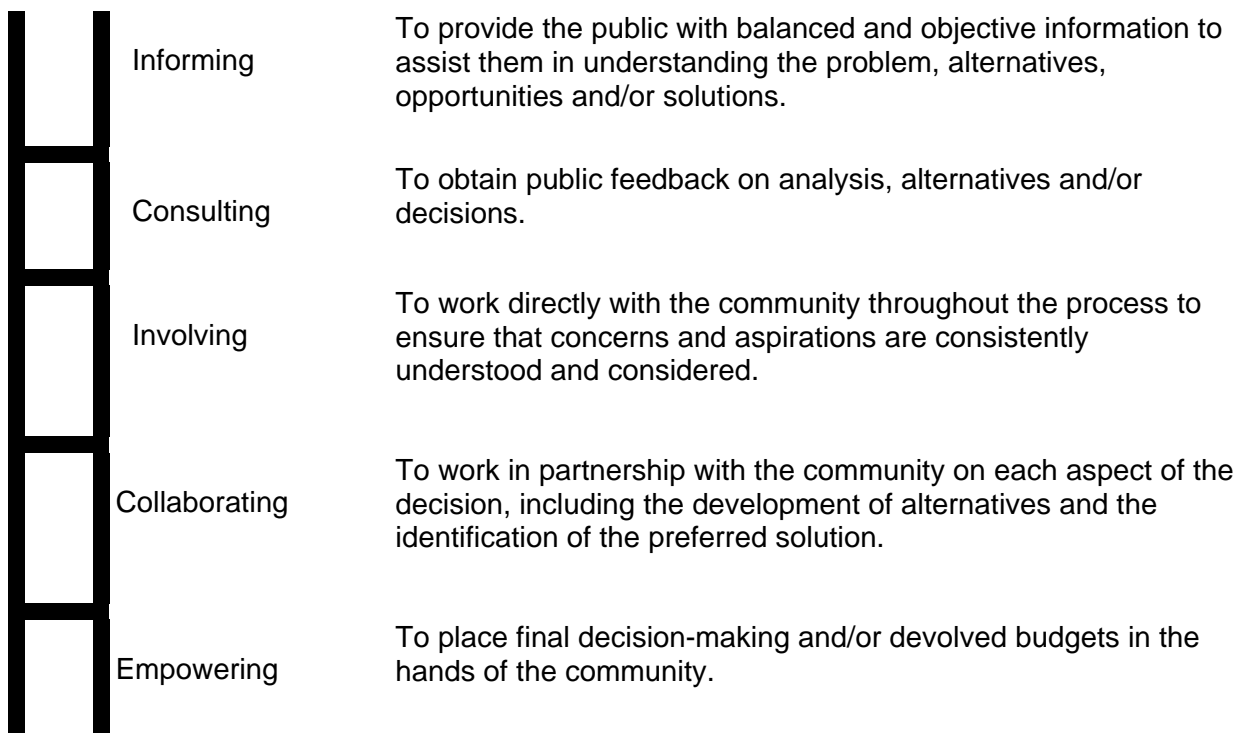 Informing
To provide the public with balanced and objective information to
assist them in understanding the problem, alternatives,
opportunities and/or solutions.
Consulting
To obtain public feedback on analysis, alternatives and/or
decisions.
Involving
To work directly with the community throughout the process to
ensure that concerns and aspirations are consistently
understood and considered.
Collaborating
To work in partnership with the community on each aspect of the
decision, including the development of alternatives and the
identification of the preferred solution.
Empowering
To place final decision-making and/or devolved budgets in the
hands of the community.